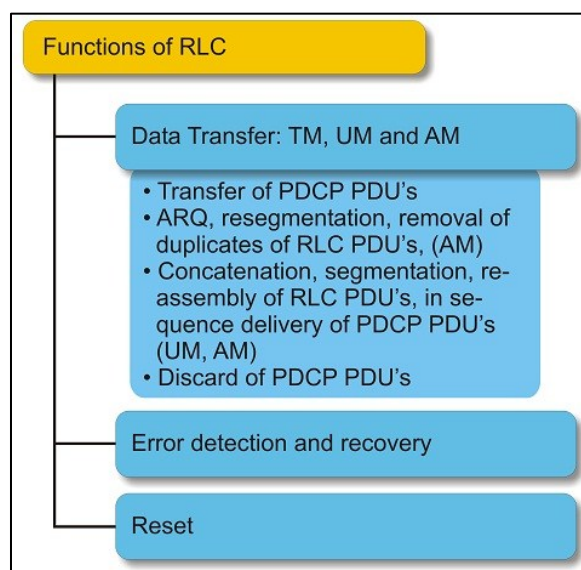 Functions of RLC
Data Transfer: TM, UM and AM
• Transfer of PDCP PDU's
• ARQ, resegmentation, removal of
duplicates of RLC PDU's, (AM)
• Concatenation, segmentation, re-
assembly of RLC PDU's, in se-
quence delivery of PDCP PDU's
(UM, AM)
• Discard of PDCP PDU's
Error detection and recovery
Reset